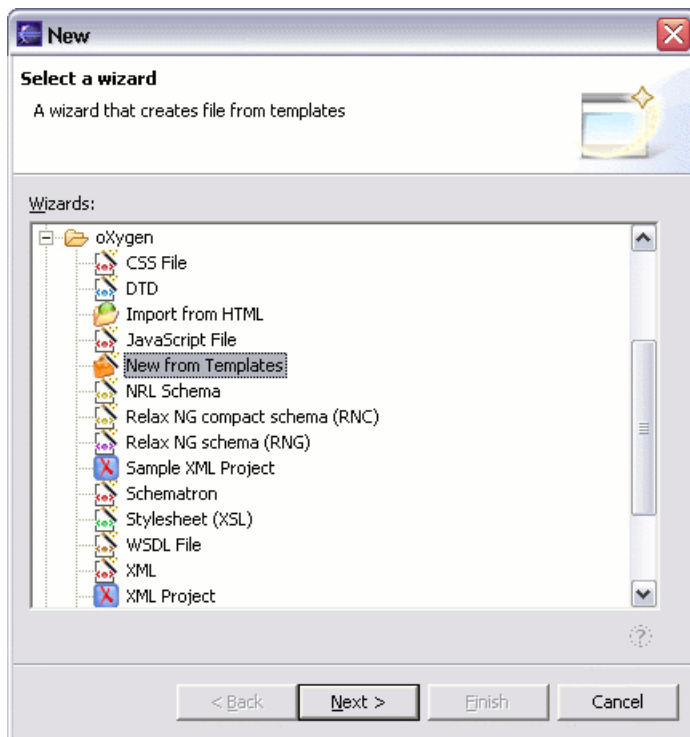 New
Select a wizard
A wizard that creates file from templates
Wizards:
oXygen
CSS File
DTD
Import from HTML
JavaScript File
New from Templates
NRL Schema
Relax NG compact schema (RNC)
Relax NG schema (RNG)
Sample XML Project
Schematron
Stylesheet (XSL)
WSDL File
XML
XML Project
< Back Next > Finish Cancel